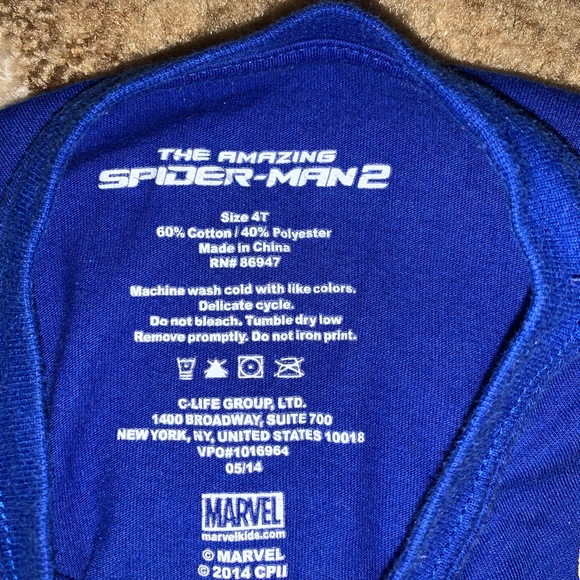 THE AMAZING
SPIDER-MAN 2
Size 4T
60% Cotton / 40% Polyester
Made in China
RN# 86947
Machine wash cold with like colors.
Delicate cycle.
Do not bleach. Tumble dry low
Remove promptly. Do not iron print.
C-LIFE GROUP, LTD.
1400 BROADWAY, SUITE 700
NEW YORK, NY, UNITED STATES 10018
VPO#1016964
05/14
MARVEL
marvelkids.com
© MARVEL
© 2014 CPII